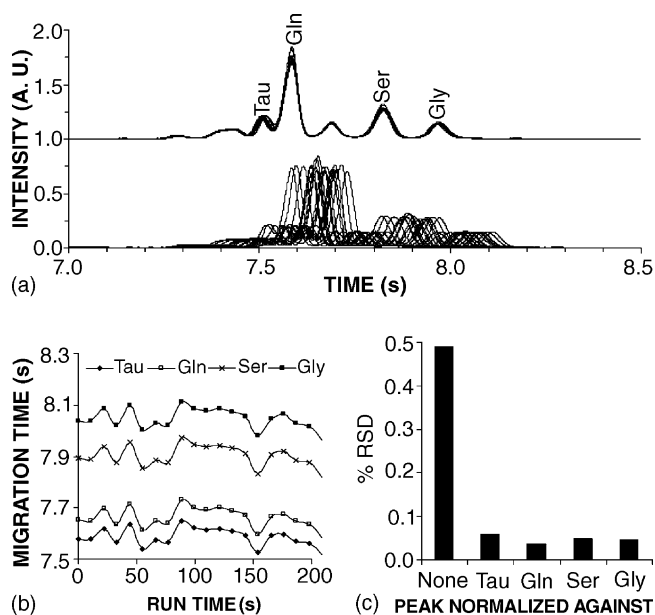 2.0
1.5
1.0
0.5
0.0
INTENSITY (A. U.)
Tau
Gln
Ser
Gly
7.0
7.5
8.0
8.5
(a)
TIME (s)
8.3
8.1
7.9
7.7
7.5
MIGRATION TIME (s)
Tau Gln Ser Gly
0 50 100 150 200
(b)
RUN TIME (s)
0.5
0.4
0.3
0.2
0.1
0.0
% RSD
None Tau Gln Ser Gly
(c)
PEAK NORMALIZED AGAINST